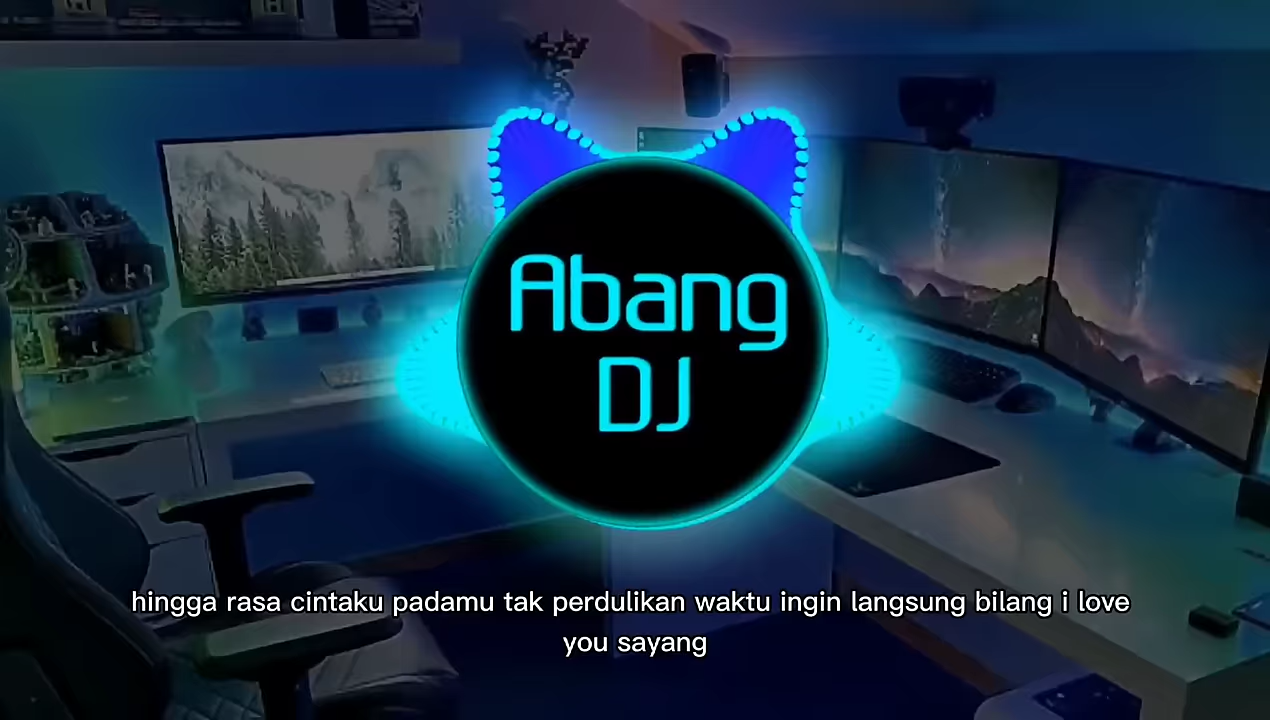 Abang
DJ
hingga rasa cintaku padamu tak perdulikan waktu ingin langsung bilang i love
you sayang